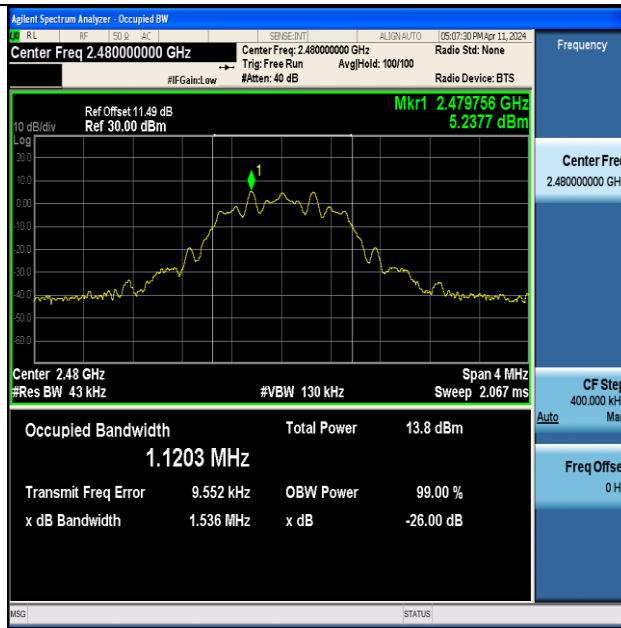 Agilent Spectrum Analyzer - Occupied BW
RL RF 50 Ω AC SENSE:INT ALIGN AUTO 05:07:30 PM Apr 11, 2024
Center Freq 2.480000000 GHz Center Freq: 2.480000000 GHz Radio Std: None
Trig: Free Run Avg|Hold: 100/100
#IFGain:Low #Atten: 40 dB Radio Device: BTS
Frequency
Ref Offset 11.49 dB Mkr1 2.479756 GHz
10 dB/div Ref 30.00 dBm 5.2377 dBm
Log
20.0
1
10.0
0.00
-10.0
-20.0
-30.0
-40.0
-50.0
-60.0
Center 2.48 GHz Span 4 MHz
#Res BW 43 kHz #VBW 130 kHz Sweep 2.067 ms
Occupied Bandwidth Total Power 13.8 dBm
1.1203 MHz
Transmit Freq Error 9.552 kHz OBW Power 99.00 %
x dB Bandwidth 1.536 MHz x dB -26.00 dB
Center Fre
2.480000000 GH
CF Step
400.000 kH
Auto Ma
Freq Offse
0 H
MSG STATUS